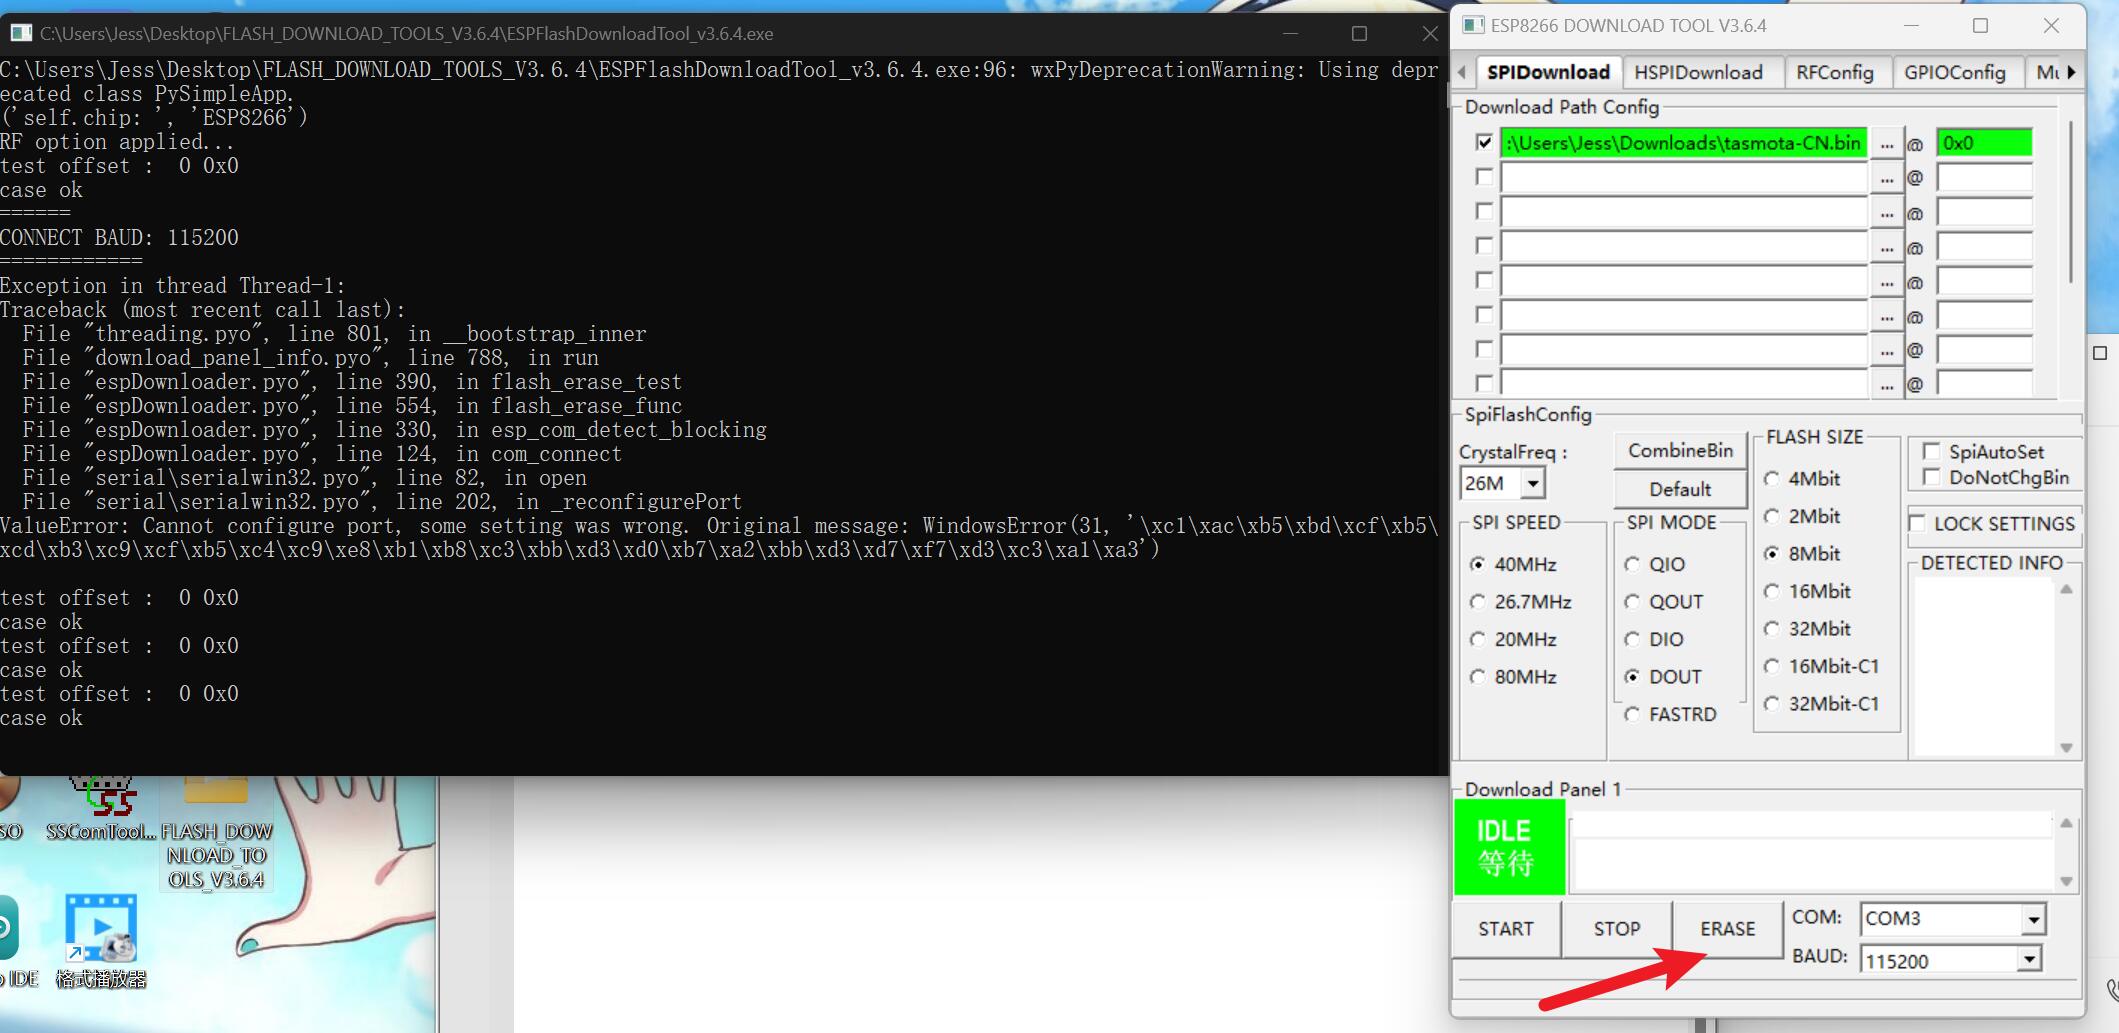 C:\Users\Jess\Desktop\FLASH_DOWNLOAD_TOOLS_V3.6.4\ESPFlashDownloadTool_v3.6.4.exe
C:\Users\Jess\Desktop\FLASH_DOWNLOAD_TOOLS_V3.6.4\ESPFlashDownloadTool_v3.6.4.exe:96: wxPyDeprecationWarning: Using depr
ecated class PySimpleApp.
('self.chip: ', 'ESP8266')
RF option applied...
test offset :  0 0x0
case ok
======
CONNECT BAUD: 115200
============
Exception in thread Thread-1:
Traceback (most recent call last):
  File "threading.pyo", line 801, in __bootstrap_inner
  File "download_panel_info.pyo", line 788, in run
  File "espDownloader.pyo", line 390, in flash_erase_test
  File "espDownloader.pyo", line 554, in flash_erase_func
  File "espDownloader.pyo", line 330, in esp_com_detect_blocking
  File "espDownloader.pyo", line 124, in com_connect
  File "serial\serialwin32.pyo", line 82, in open
  File "serial\serialwin32.pyo", line 202, in _reconfigurePort
ValueError: Cannot configure port, some setting was wrong. Original message: WindowsError(31, '\xc1\xac\xb5\xbd\xcf\xb5\
xcd\xb3\xc9\xcf\xb5\xc4\xc9\xe8\xb1\xb8\xc3\xbb\xd3\xd0\xb7\xa2\xbb\xd3\xd7\xf7\xd3\xc3\xa1\xa3')
test offset :  0 0x0
case ok
test offset :  0 0x0
case ok
test offset :  0 0x0
case ok
SO
SSComTool...
FLASH_DOW
NLOAD_TO
OLS_V3.6.4
IDE
格式播放器
ESP8266 DOWNLOAD TOOL V3.6.4
SPIDownload HSPIDownload RFConfig GPIOConfig Mu
Download Path Config
:\Users\Jess\Downloads\tasmota-CN.bin ... @ 0x0
... @
... @
... @
... @
... @
... @
... @
SpiFlashConfig
CrystalFreq :
26M
CombineBin
Default
SPI SPEED
40MHz
26.7MHz
20MHz
80MHz
SPI MODE
QIO
QOUT
DIO
DOUT
FASTRD
FLASH SIZE
4Mbit
2Mbit
8Mbit
16Mbit
32Mbit
16Mbit-C1
32Mbit-C1
SpiAutoSet
DoNotChgBin
LOCK SETTINGS
DETECTED INFO
Download Panel 1
IDLE
等待
START STOP ERASE
COM: COM3
BAUD: 115200